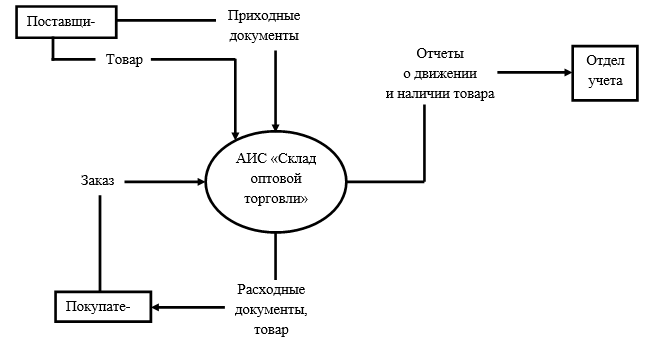 Поставщи-
Приходные
документы
Товар
Отчеты
о движении
и наличии товара
Отдел
учета
АИС «Склад
оптовой
торговли»
Заказ
Покупате-
Расходные
документы,
товар